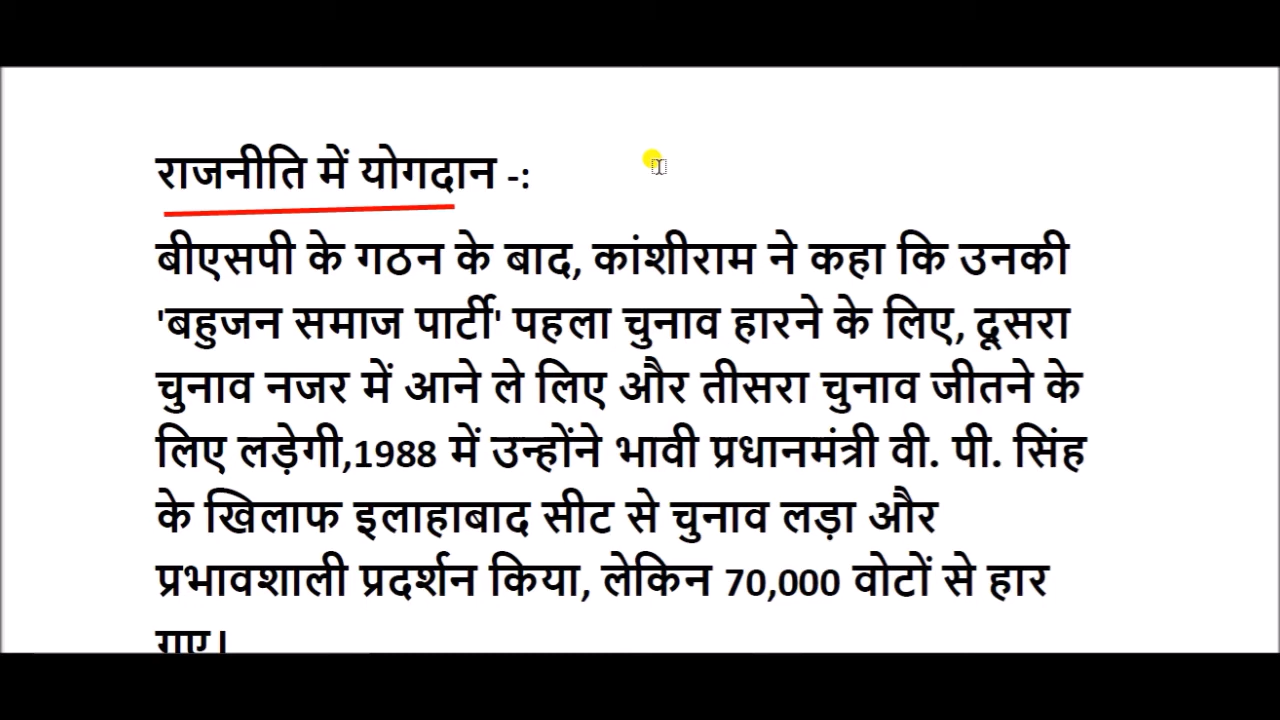 राजनीति में योगदान -:
बीएसपी के गठन के बाद, कांशीराम ने कहा कि उनकी
'बहुजन समाज पार्टी' पहला चुनाव हारने के लिए, दूसरा
चुनाव नजर में आने ले लिए और तीसरा चुनाव जीतने के
लिए लड़ेगी,1988 में उन्होंने भावी प्रधानमंत्री वी. पी. सिंह
के खिलाफ इलाहाबाद सीट से चुनाव लड़ा और
प्रभावशाली प्रदर्शन किया, लेकिन 70,000 वोटों से हार
गए।